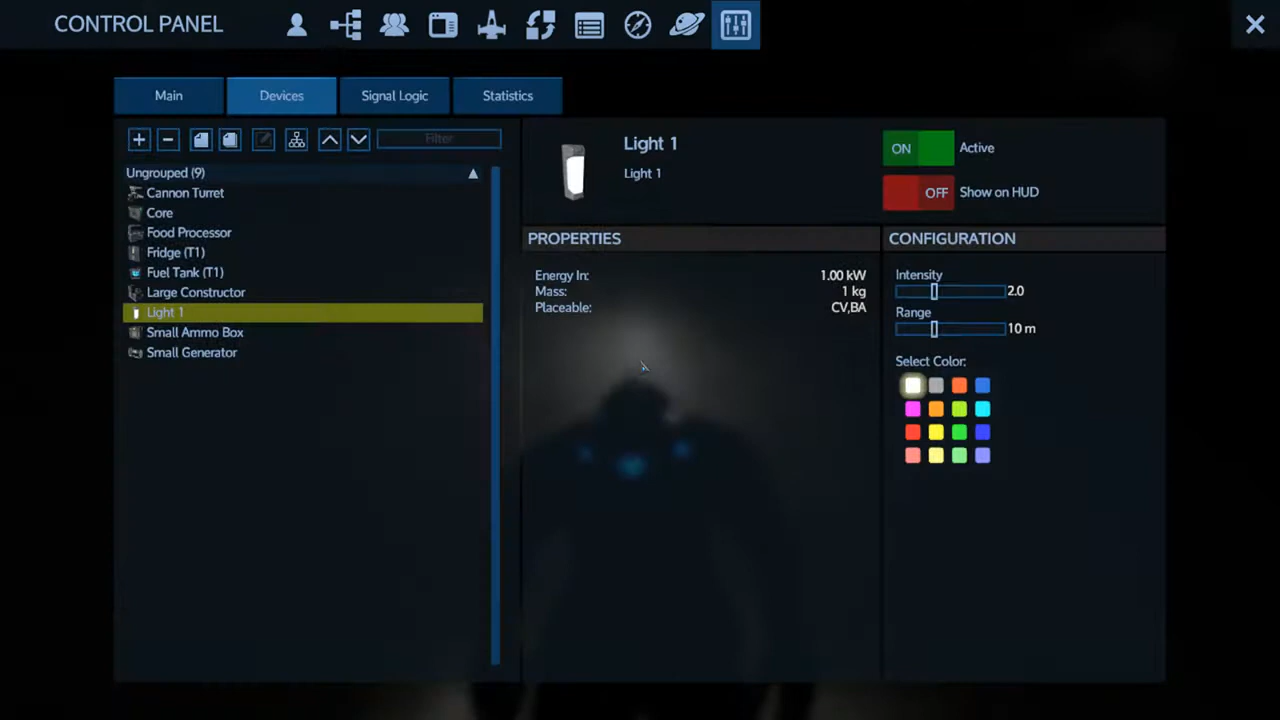 CONTROL PANEL
Main
Devices
Signal Logic
Statistics
Filter
Ungrouped (9)
Cannon Turret
Core
Food Processor
Fridge (T1)
Fuel Tank (T1)
Large Constructor
Light 1
Small Ammo Box
Small Generator
Light 1
Light 1
ON
Active
OFF
Show on HUD
PROPERTIES
Energy In: 1.00 kW
Mass: 1 kg
Placeable: CV,BA
CONFIGURATION
Intensity
2.0
Range
10 m
Select Color: